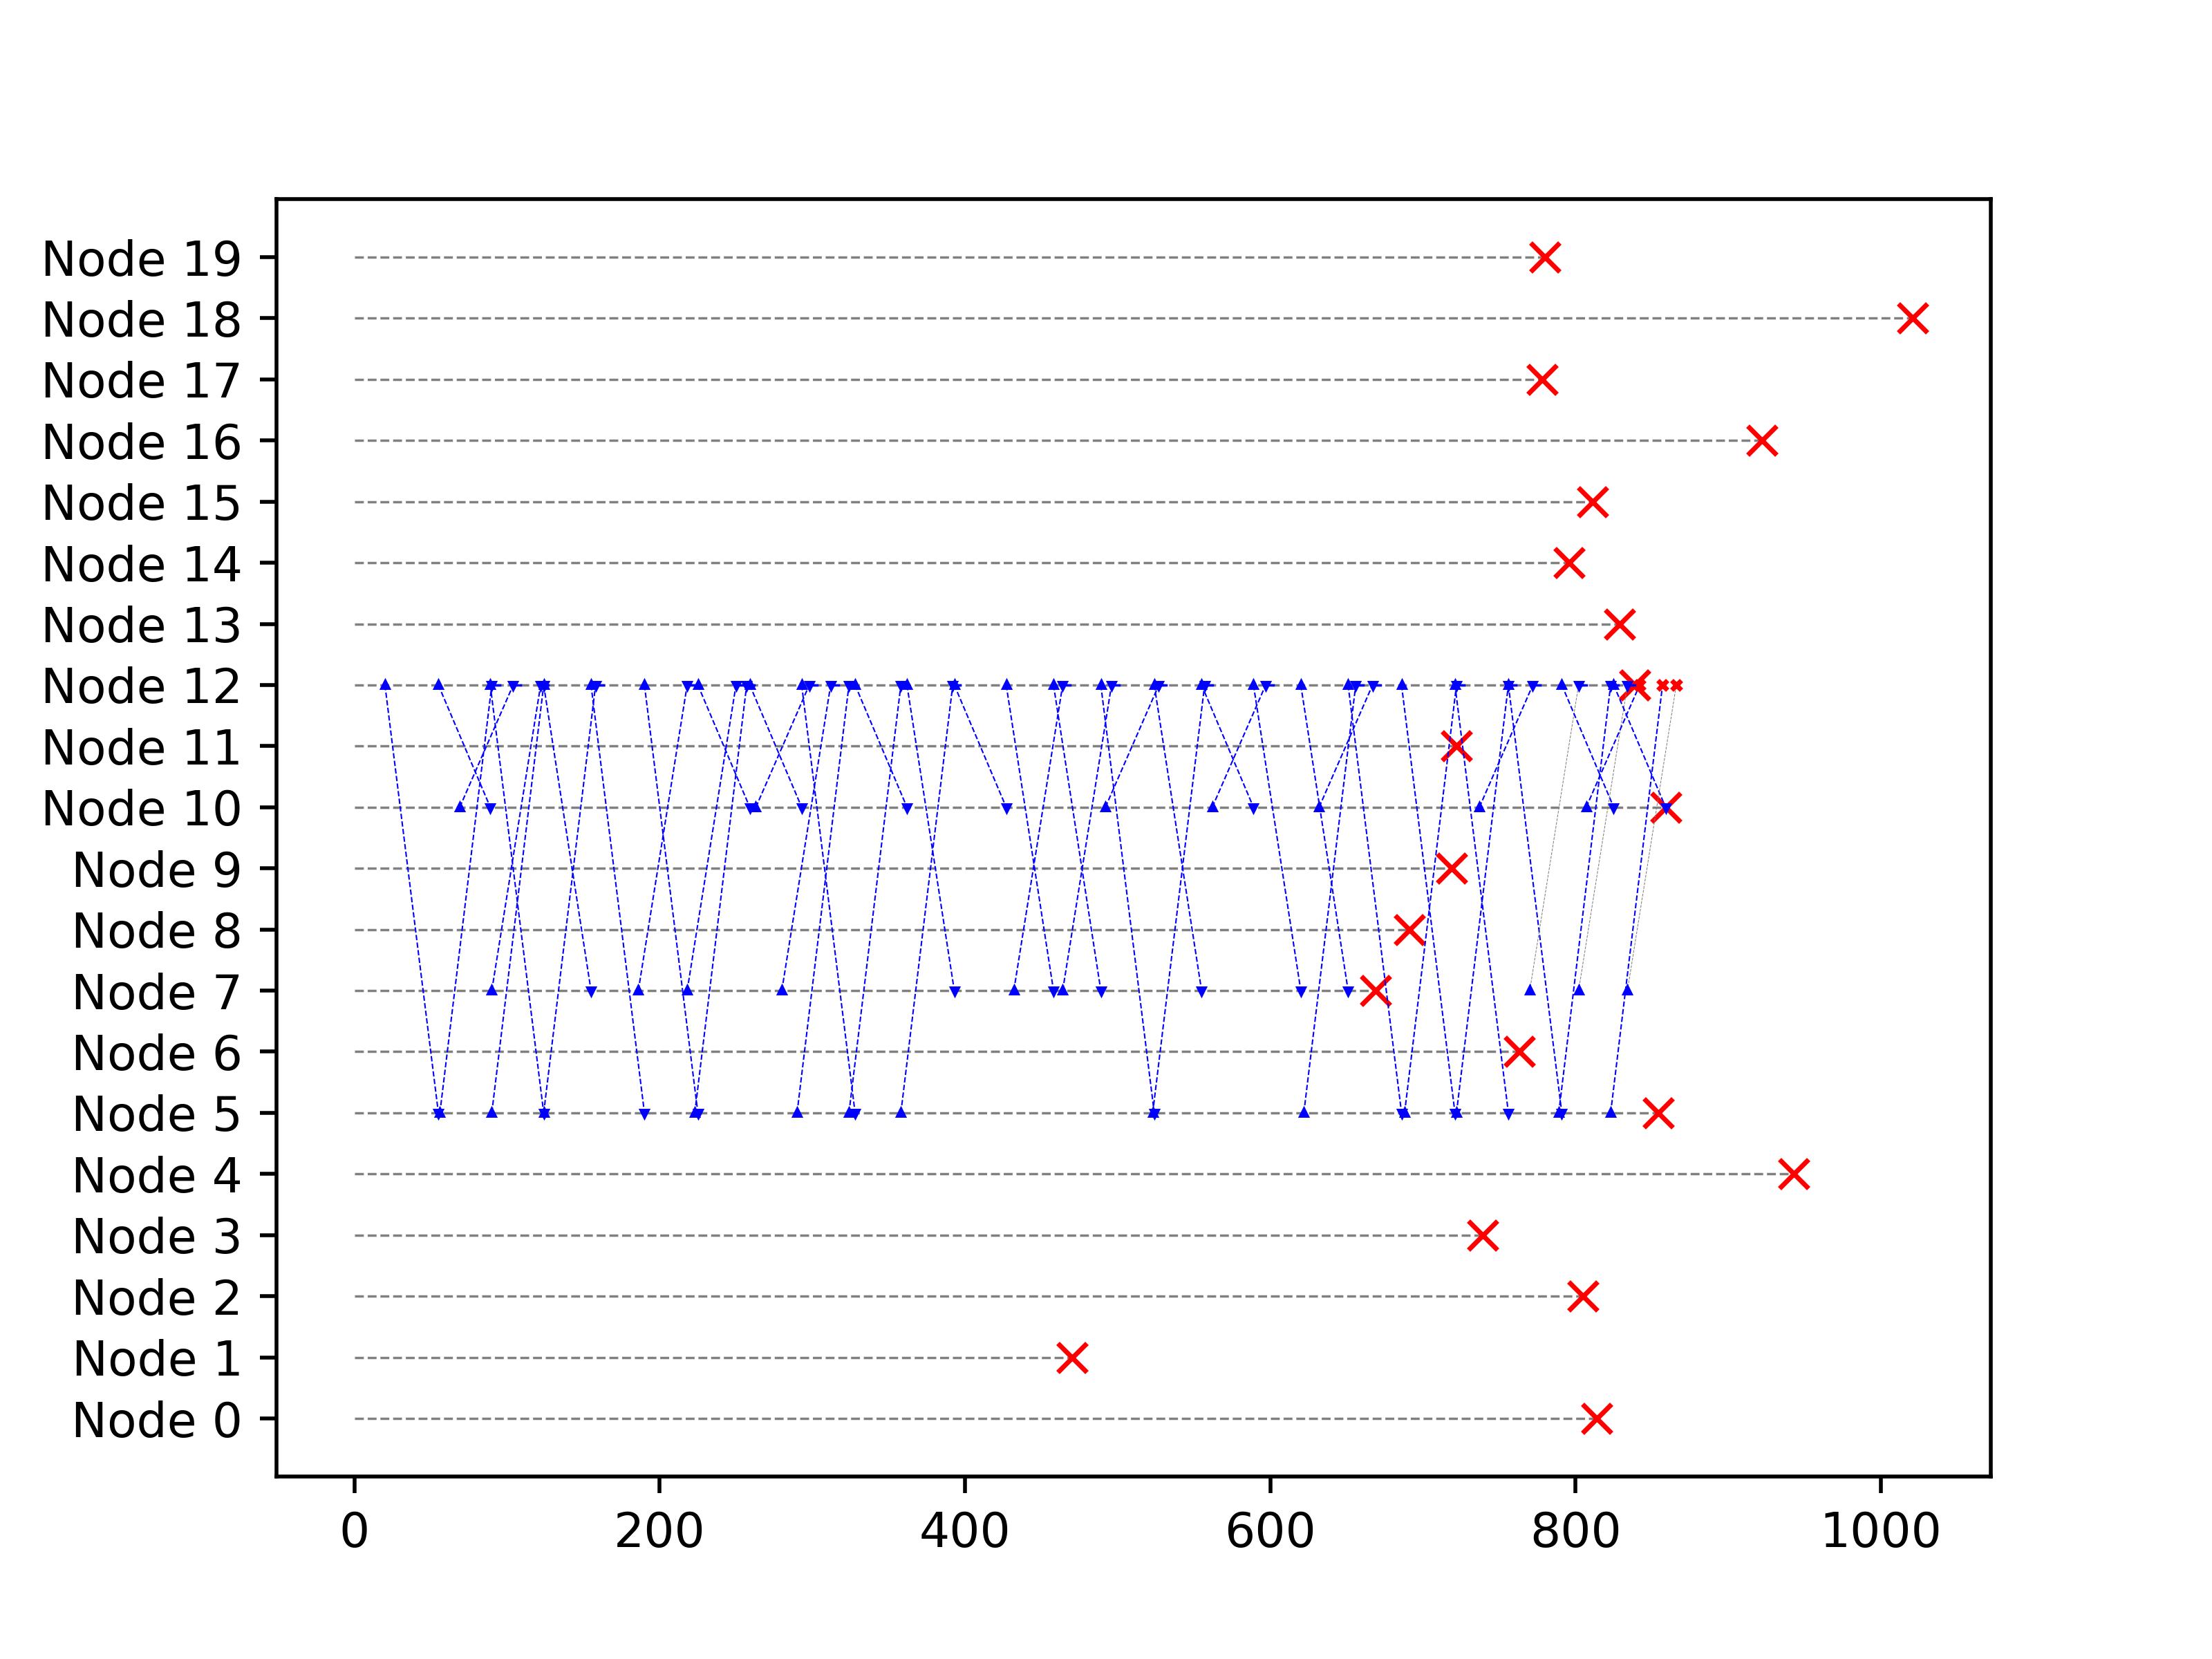 Node 19
Node 18
Node 17
Node 16
Node 15
Node 14
Node 13
Node 12
Node 11
Node 10
Node 9
Node 8
Node 7
Node 6
Node 5
Node 4
Node 3
Node 2
Node 1
Node 0
0 200 400 600 800 1000